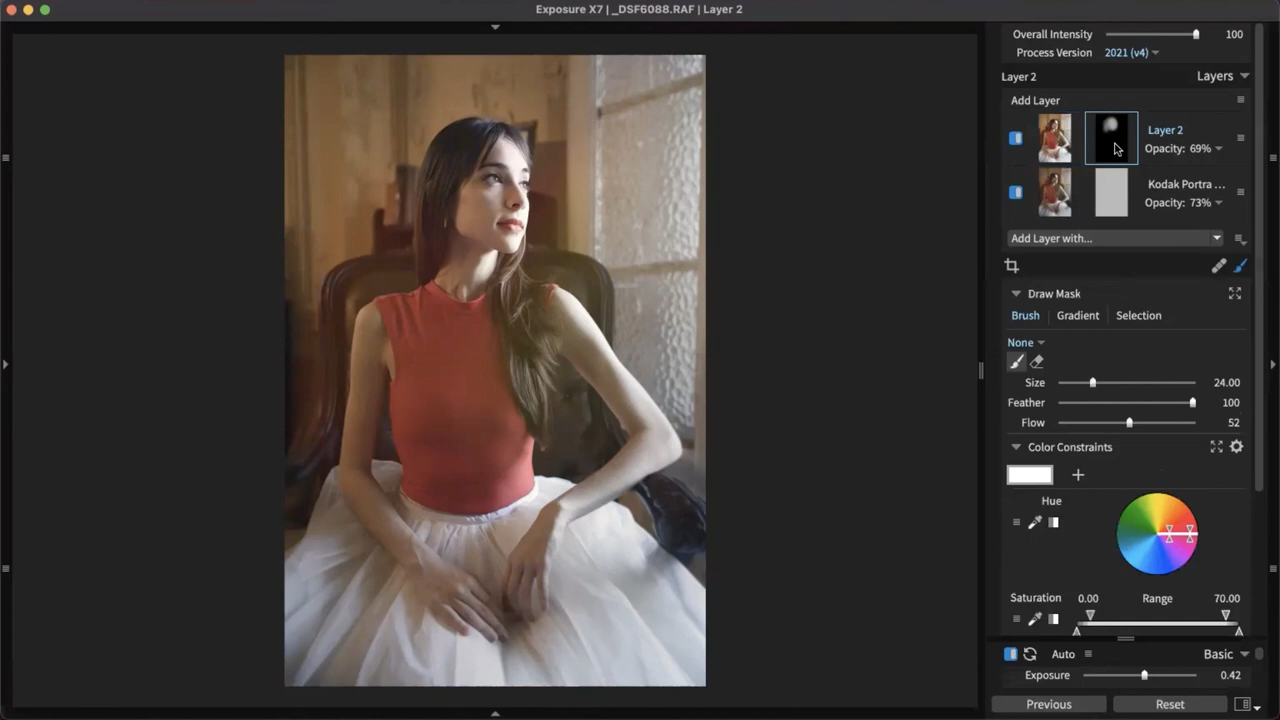 Exposure X7 | _DSF6088.RAF | Layer 2
Overall Intensity 100
Process Version 2021 (v4)
Layer 2 Layers
Add Layer
Layer 2
Opacity: 69%
Kodak Portra ...
Opacity: 73%
Add Layer with...
Draw Mask
Brush Gradient Selection
None
Size 24.00
Feather 100
Flow 52
Color Constraints
Hue
Saturation 0.00 Range 70.00
Auto Basic
Exposure 0.42
Previous Reset